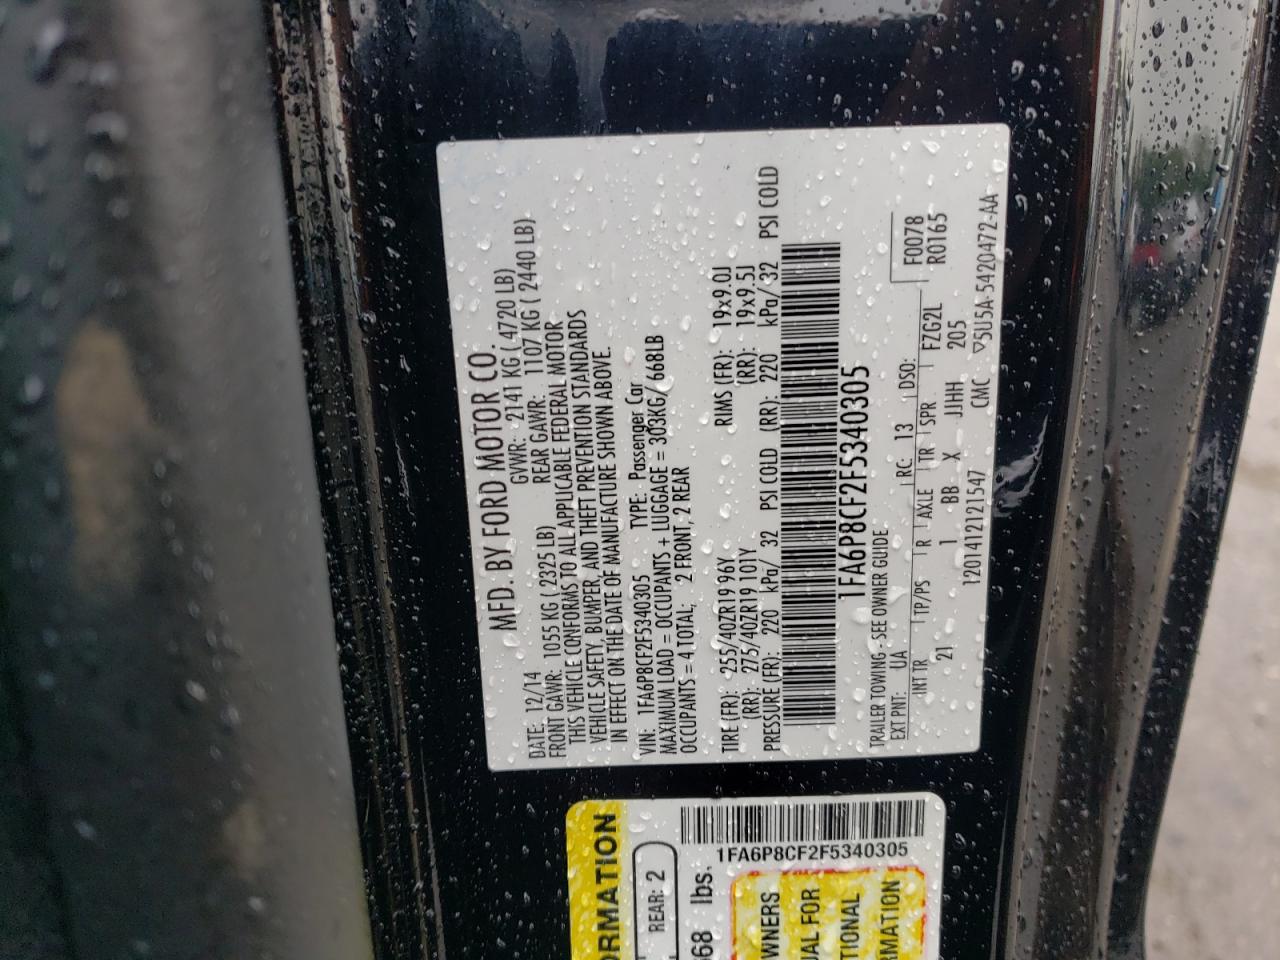 MFD. BY FORD MOTOR CO.
DATE: 12/14 GVWR: 2141 KG ( 4720 LB)
FRONT GAWR: 1055 KG ( 2325 LB) REAR GAWR: 1107 KG ( 2440 LB)
THIS VEHICLE CONFORMS TO ALL APPLICABLE FEDERAL MOTOR
VEHICLE SAFETY, BUMPER, AND THEFT PREVENTION STANDARDS
IN EFFECT ON THE DATE OF MANUFACTURE SHOWN ABOVE.
VIN: 1FA6P8CF2F5340305 TYPE: Passenger Car
MAXIMUM LOAD = OCCUPANTS + LUGGAGE = 303KG/ 668LB
OCCUPANTS = 4 TOTAL, 2 FRONT, 2 REAR
TIRE (FR): 255/40ZR19 96Y RIMS (FR): 19x9.0J
(RR): 275/40ZR19 101Y (RR): 19x9.5J
PRESSURE (FR): 220 kPa/ 32 PSI COLD (RR): 220 kPa/ 32 PSI COLD
1FA6P8CF2F5340305
TRAILER TOWING - SEE OWNER GUIDE
EXT PNT: UA RC: 13 DSO: F0078
INT TR TP/PS R AXLE TR SPR FZG2L R0165
21 1 BB X JJHH 205
1201412121547 CMC ▽5U5A-5420472-AA
ORMATION
REAR: 2
668 lbs.
1FA6P8CF2F5340305
WNERS
UAL FOR
TIONAL
RMATION